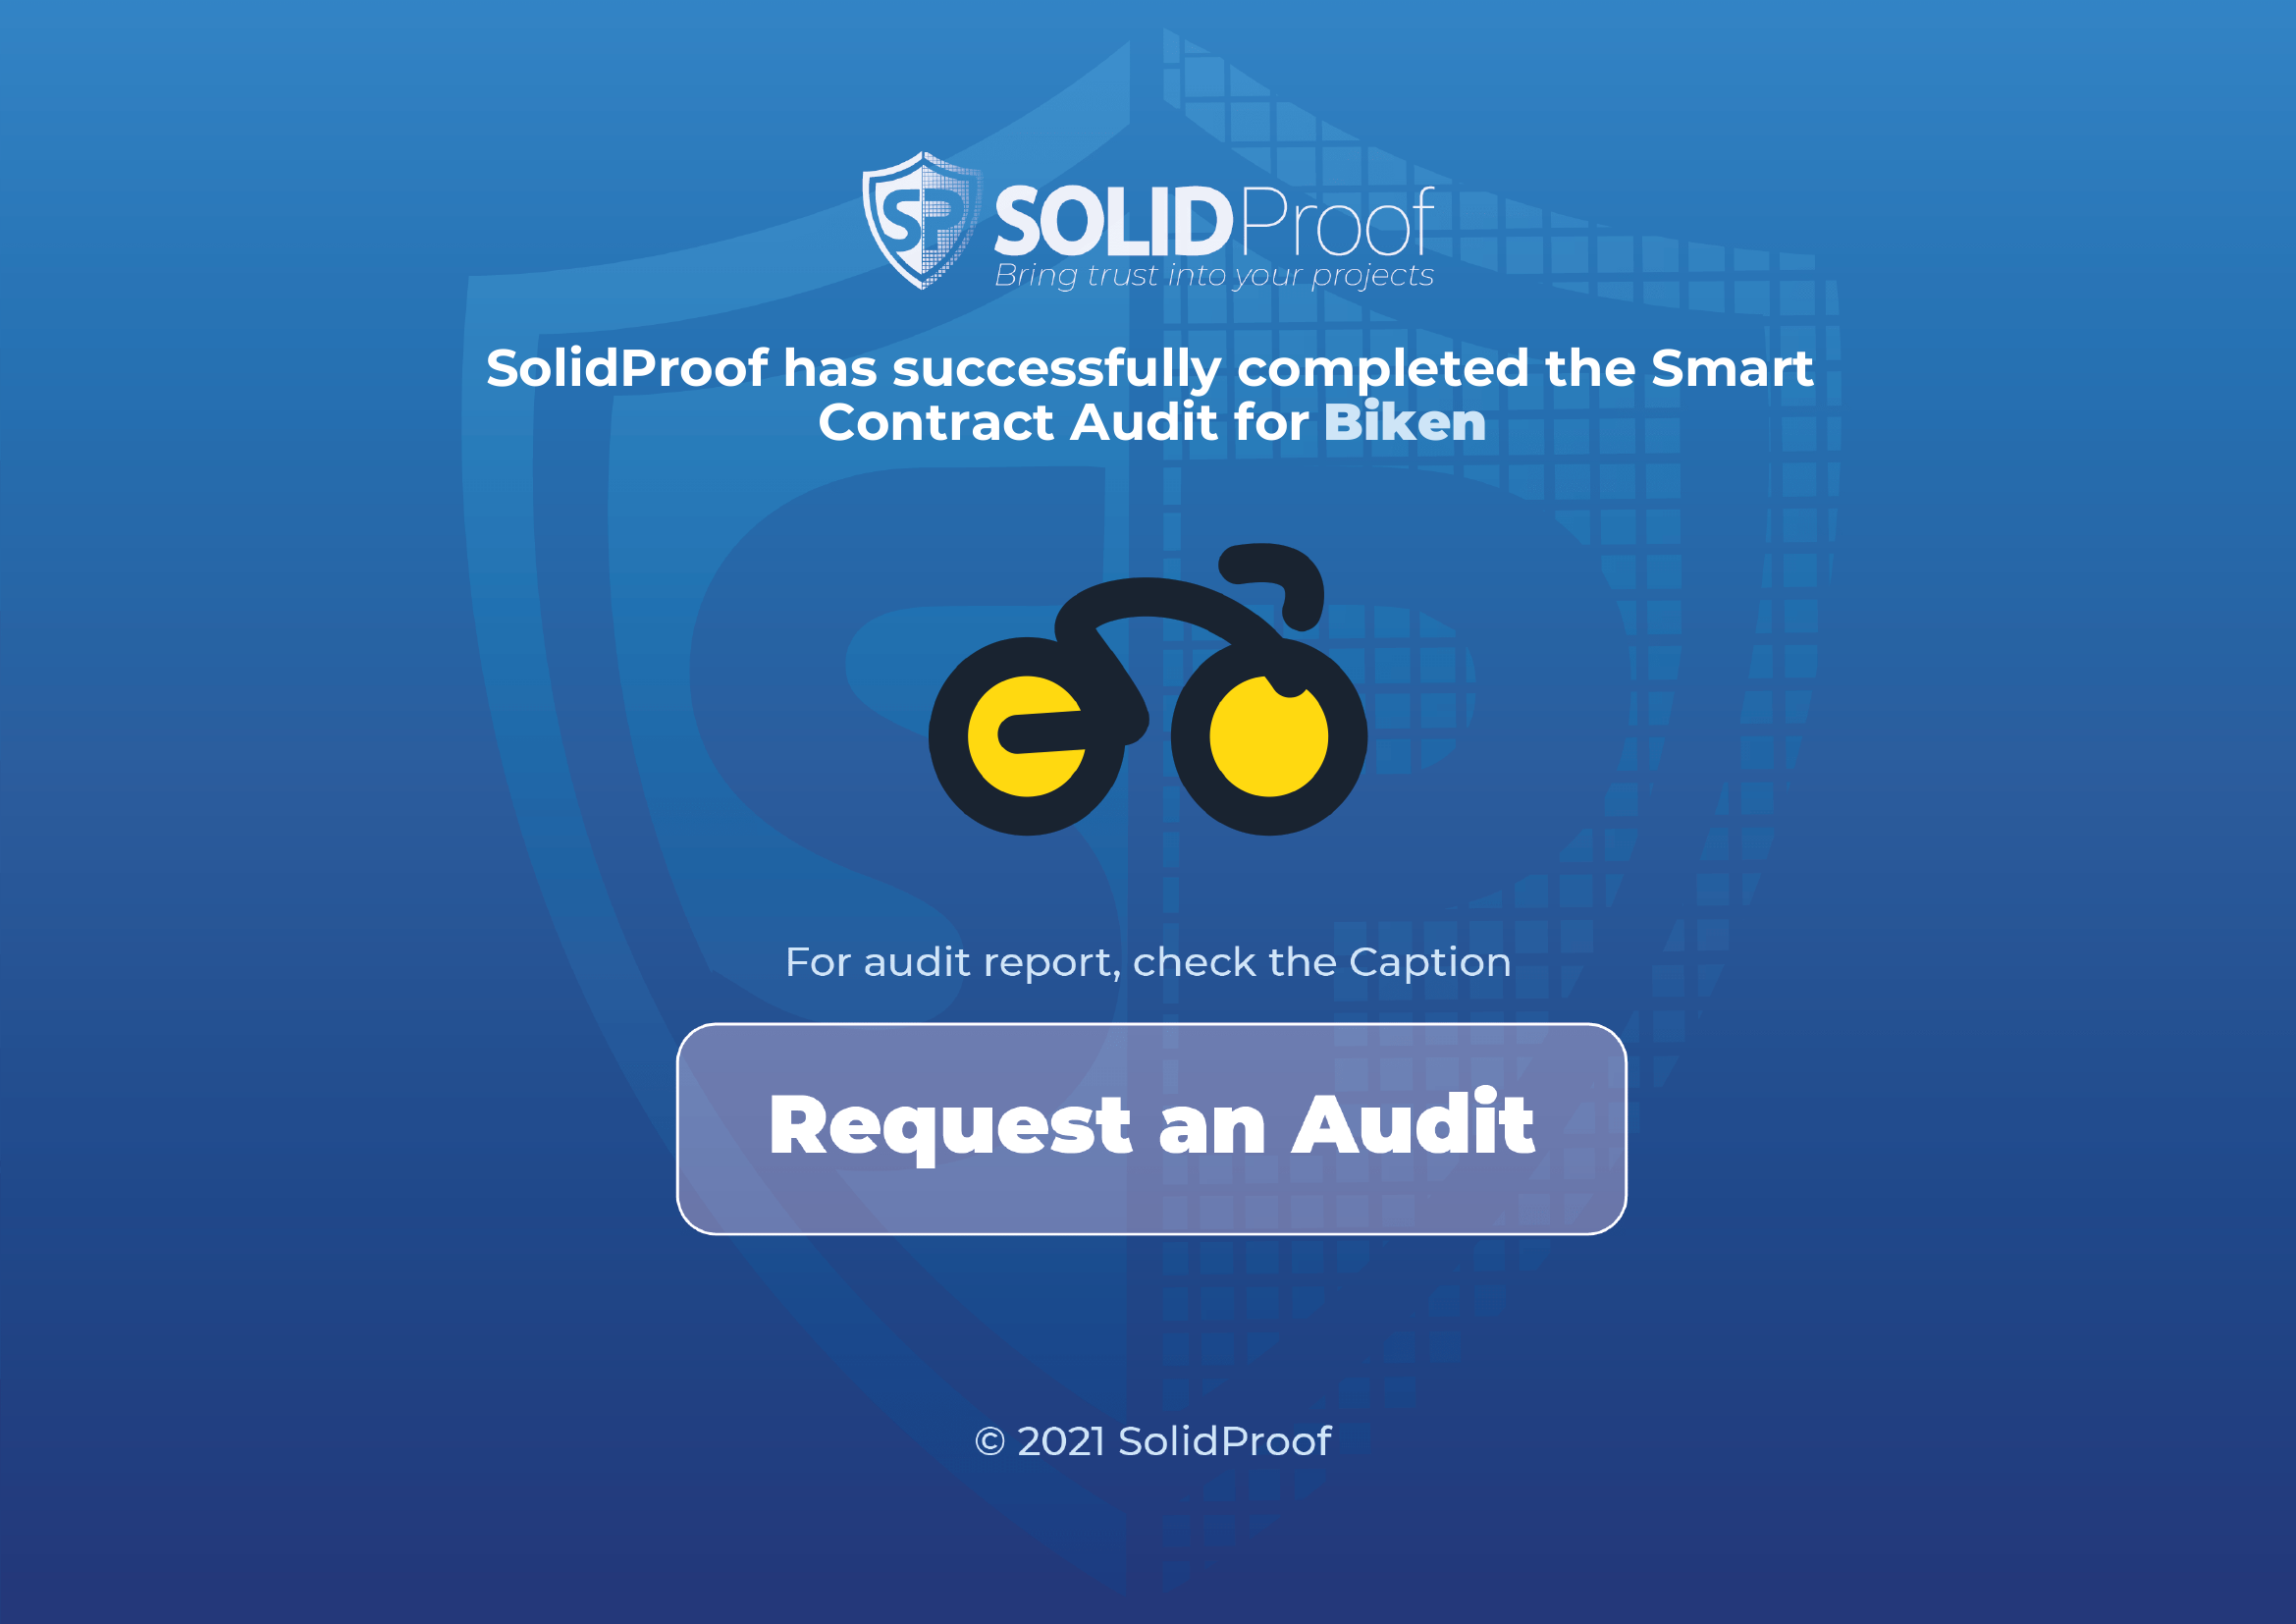 SP SOLIDProof
Bring trust into your projects
SolidProof has successfully completed the Smart
Contract Audit for Biken
For audit report, check the Caption
Request an Audit
© 2021 SolidProof